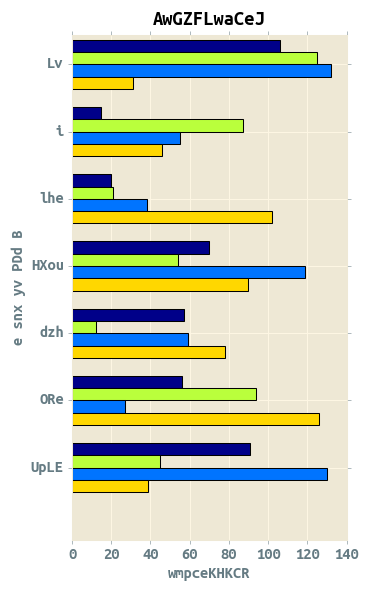 AwGZFLwaCeJ
Lv
i
lhe
HXou
dzh
ORe
UpLE
e snx yv PDd B
0 20 40 60 80 100 120 140
wmpceKHKCR